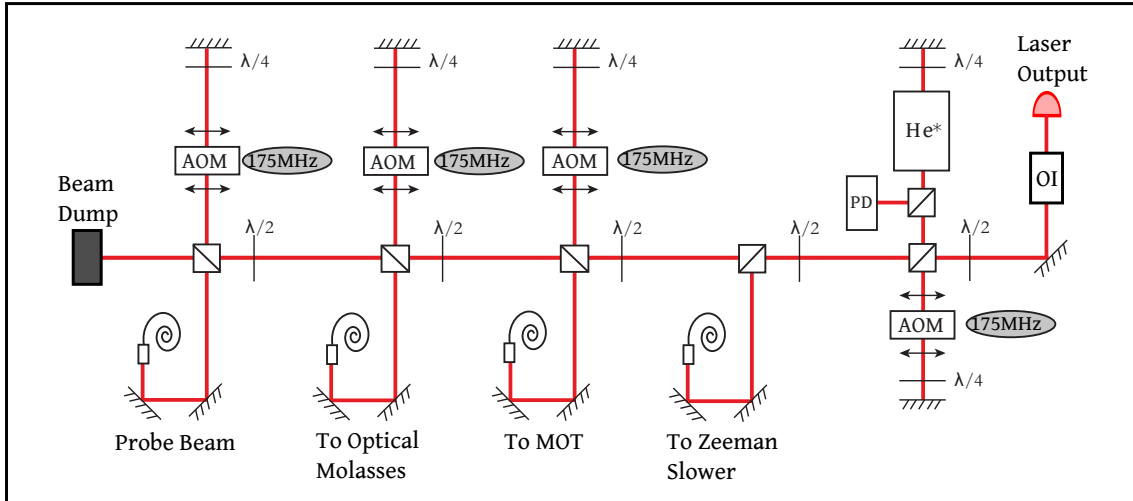 λ/4
λ/4
λ/4
λ/4
Laser
Output
He*
AOM
175MHz
AOM
175MHz
AOM
175MHz
OI
PD
Beam
Dump
λ/2
λ/2
λ/2
λ/2
λ/2
AOM
175MHz
λ/4
Probe Beam
To Optical
Molasses
To MOT
To Zeeman
Slower